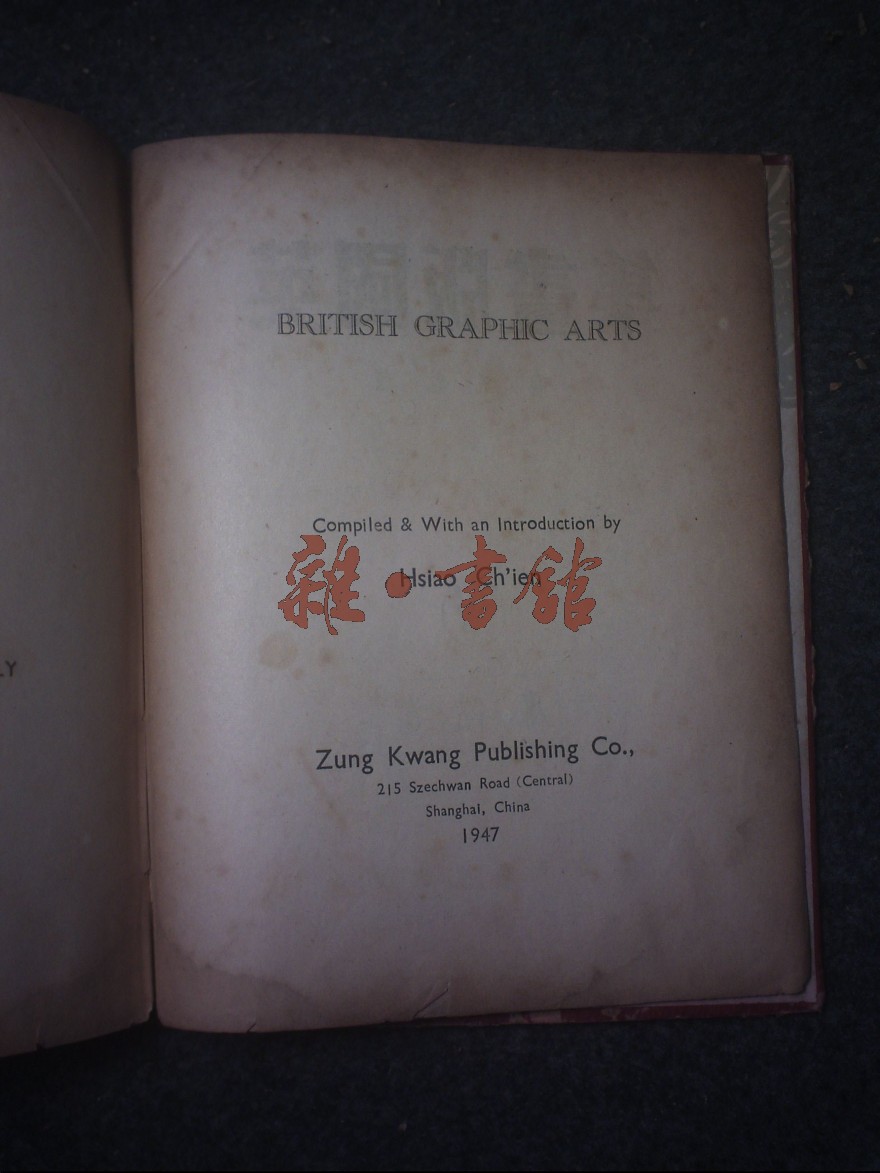 BRITISH GRAPHIC ARTS
Compiled & With an Introduction by
Hsiao Ch'ien
雜·書館
Zung Kwang Publishing Co.,
215 Szechwan Road (Central)
Shanghai, China
1947
LY